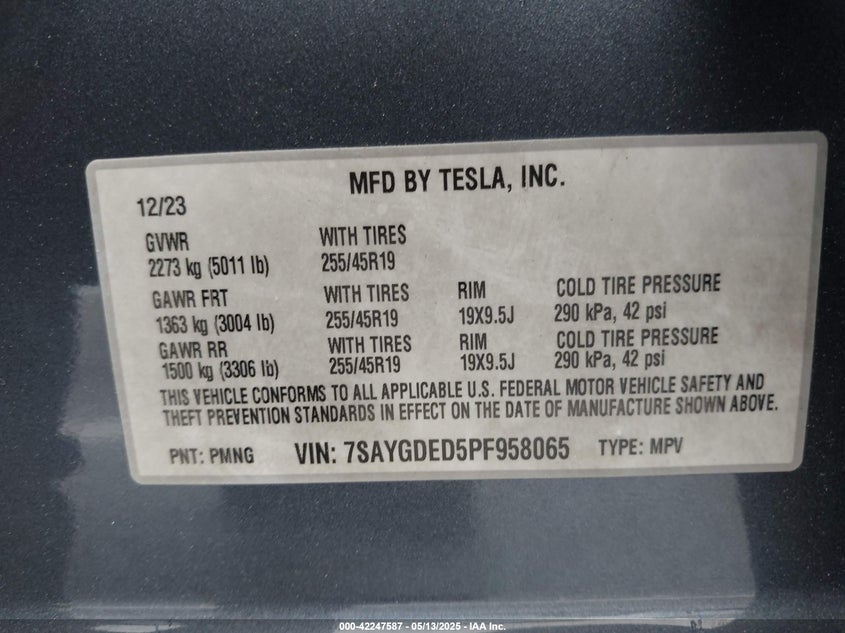 MFD BY TESLA, INC.
12/23
GVWR WITH TIRES
2273 kg (5011 lb) 255/45R19
GAWR FRT WITH TIRES RIM COLD TIRE PRESSURE
1363 kg (3004 lb) 255/45R19 19X9.5J 290 kPa, 42 psi
GAWR RR WITH TIRES RIM COLD TIRE PRESSURE
1500 kg (3306 lb) 255/45R19 19X9.5J 290 kPa, 42 psi
THIS VEHICLE CONFORMS TO ALL APPLICABLE U.S. FEDERAL MOTOR VEHICLE SAFETY AND
THEFT PREVENTION STANDARDS IN EFFECT ON THE DATE OF MANUFACTURE SHOWN ABOVE.
PNT: PMNG VIN: 7SAYGDED5PF958065 TYPE: MPV
000-42247587 - 05/13/2025 - IAA Inc.